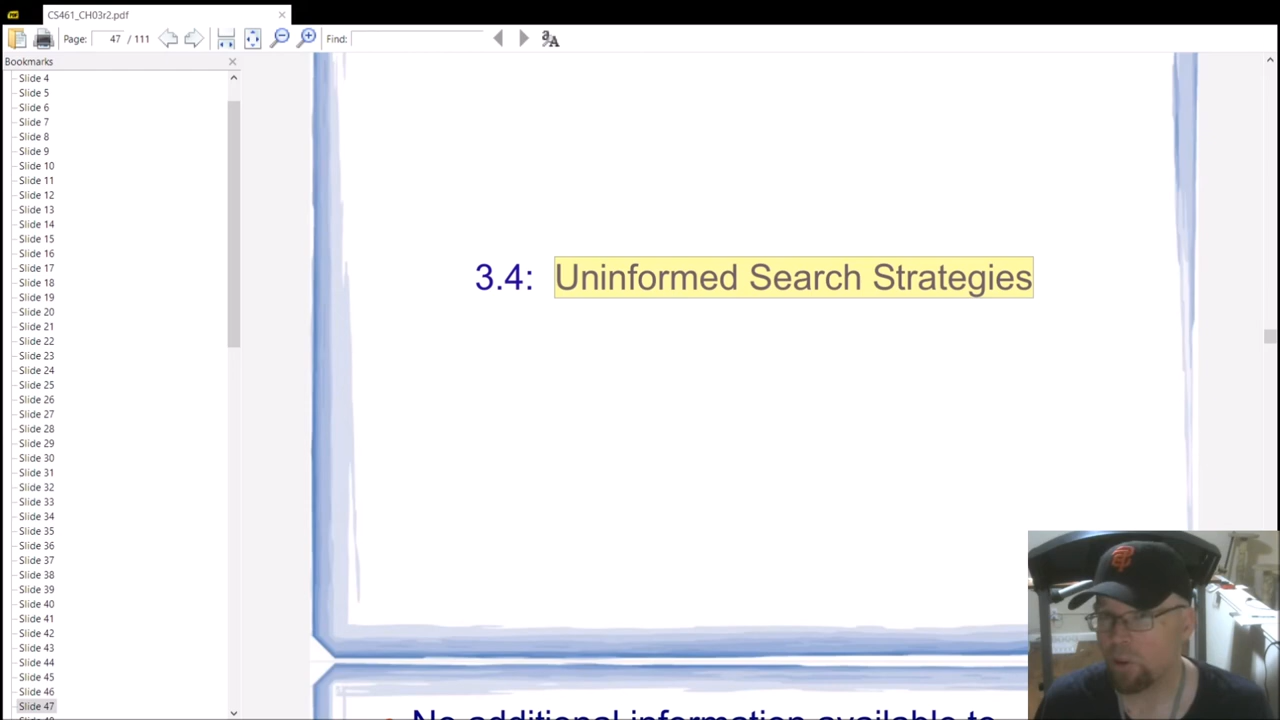 CS461_CH03r2.pdf
Page: 47 / 111
Find:
Bookmarks
Slide 4
Slide 5
Slide 6
Slide 7
Slide 8
Slide 9
Slide 10
Slide 11
Slide 12
Slide 13
Slide 14
Slide 15
Slide 16
Slide 17
Slide 18
Slide 19
Slide 20
Slide 21
Slide 22
Slide 23
Slide 24
Slide 25
Slide 26
Slide 27
Slide 28
Slide 29
Slide 30
Slide 31
Slide 32
Slide 33
Slide 34
Slide 35
Slide 36
Slide 37
Slide 38
Slide 39
Slide 40
Slide 41
Slide 42
Slide 43
Slide 44
Slide 45
Slide 46
Slide 47
3.4: Uninformed Search Strategies
No additional information available to